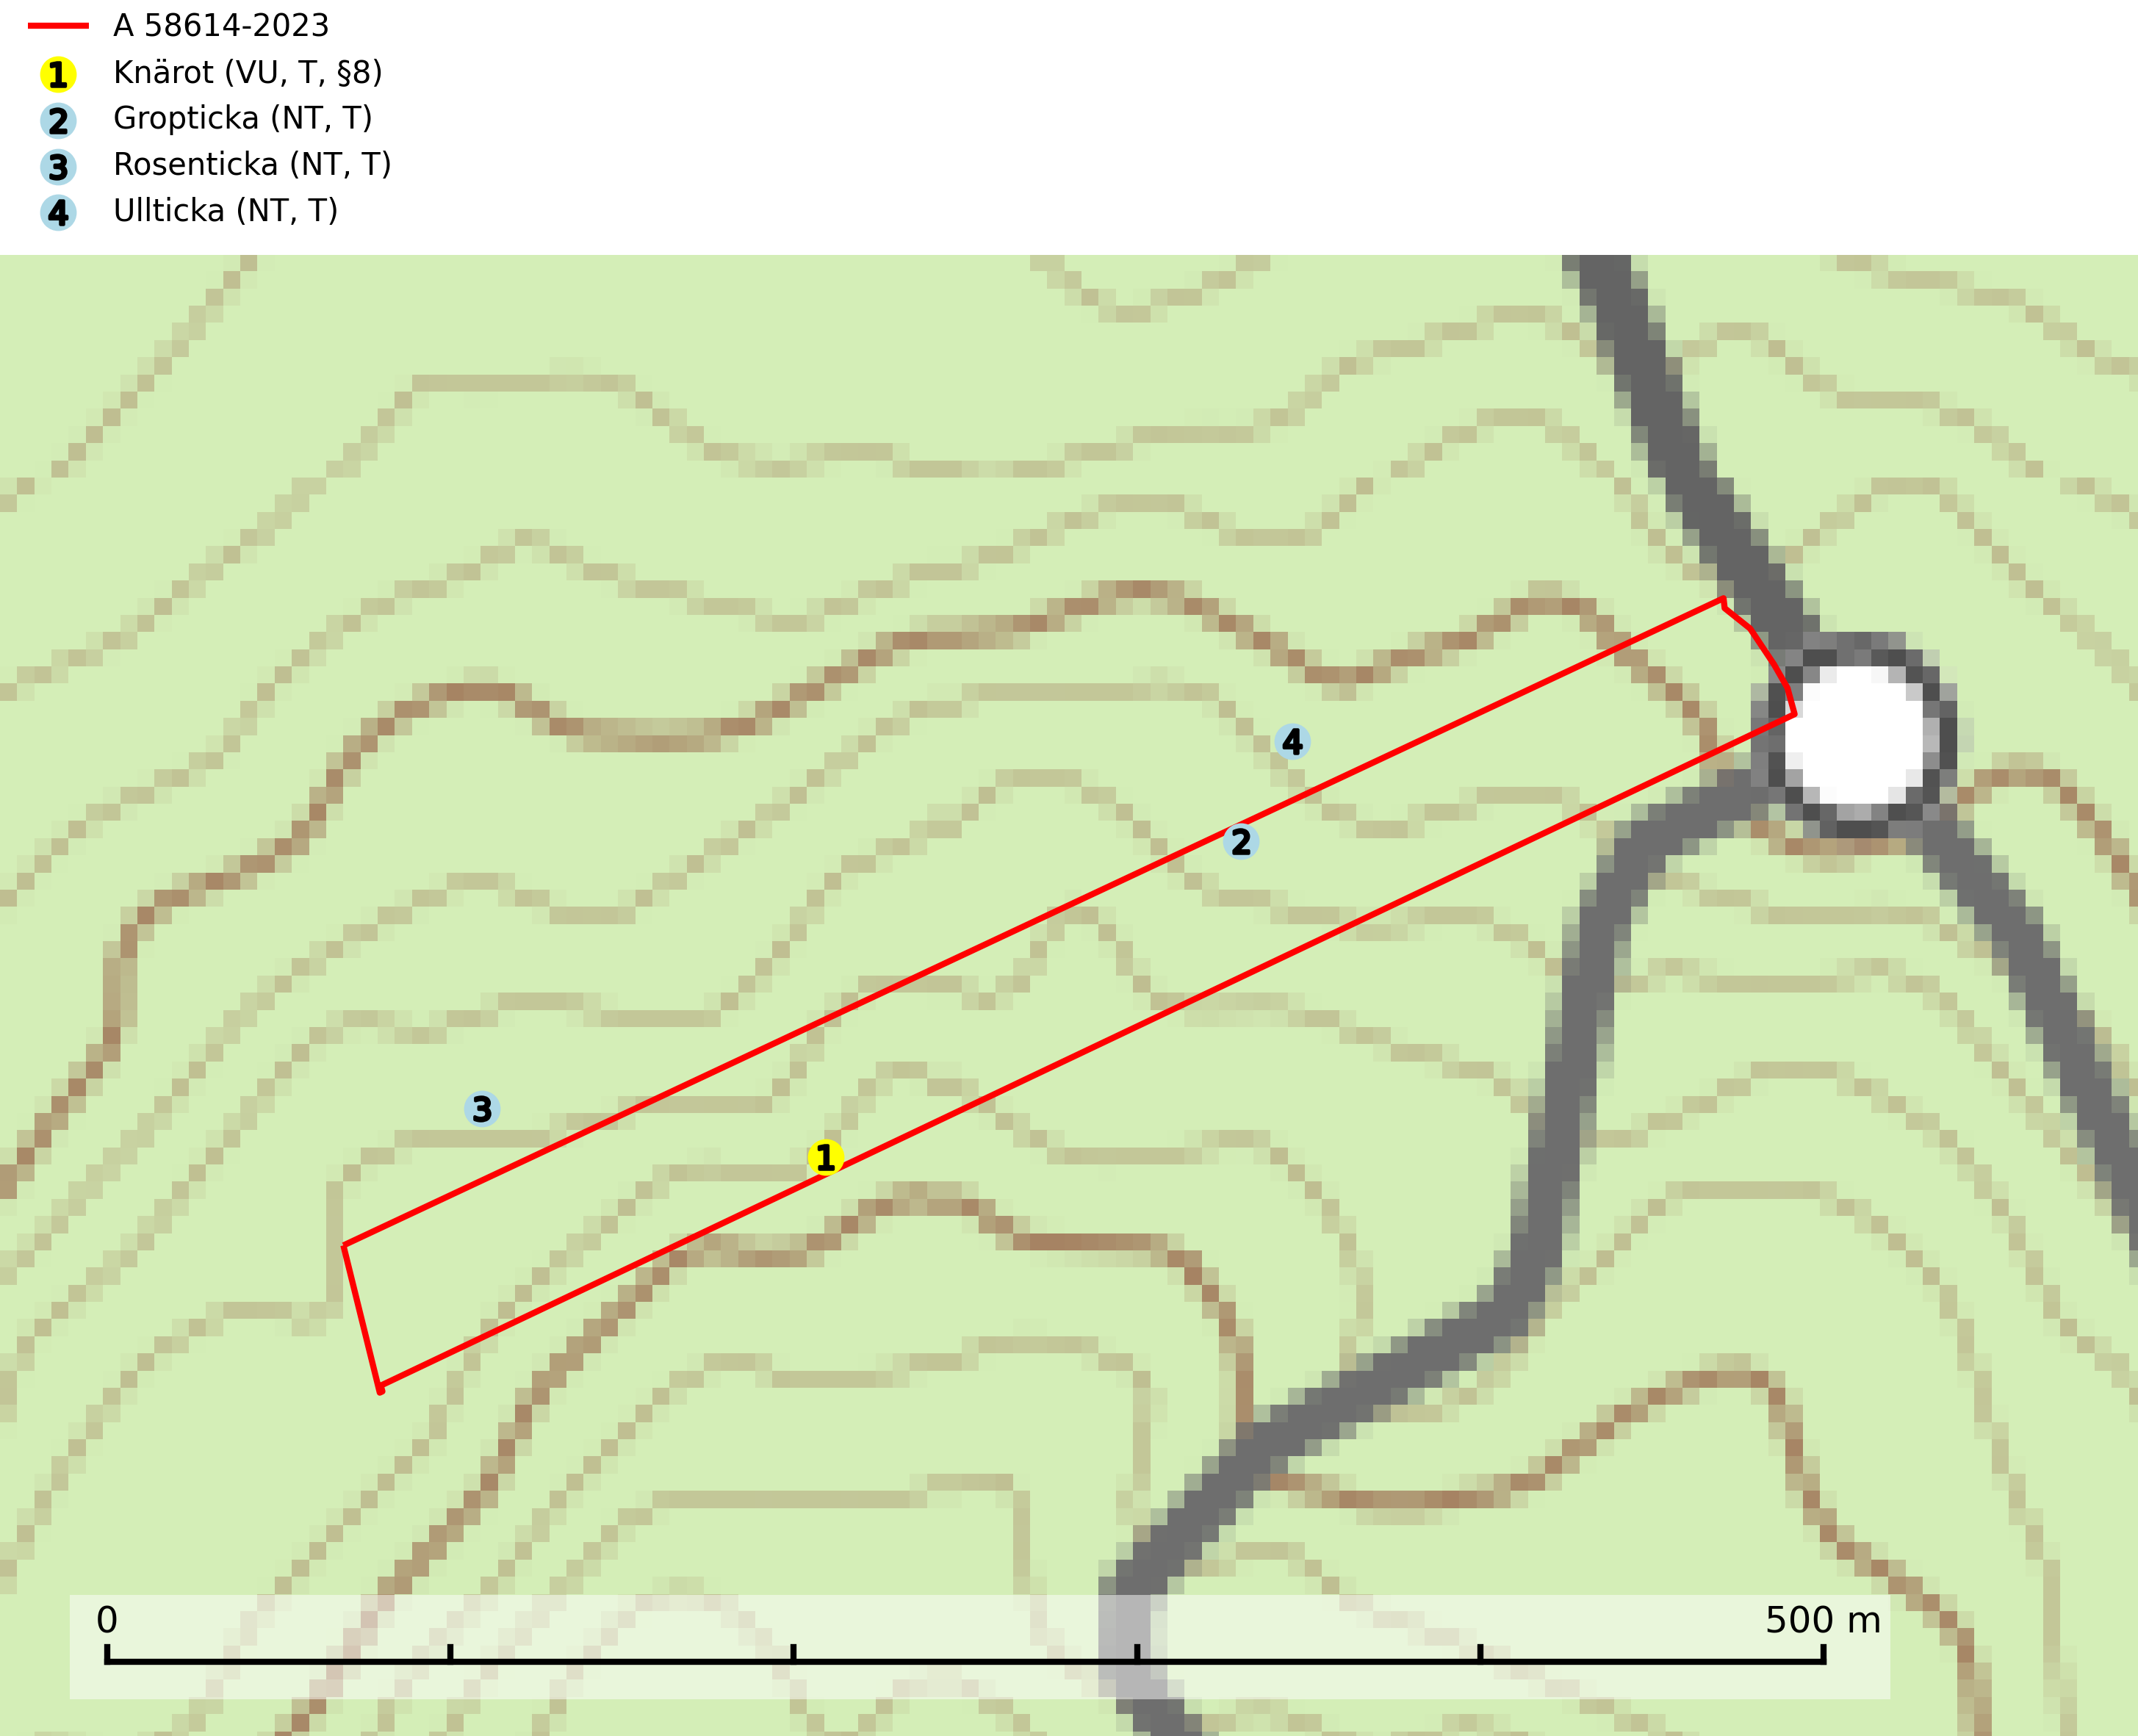 A 58614-2023
1 Knärot (VU, T, §8)
2 Gropticka (NT, T)
3 Rosenticka (NT, T)
4 Ullticka (NT, T)
4
2
3
1
0 500 m